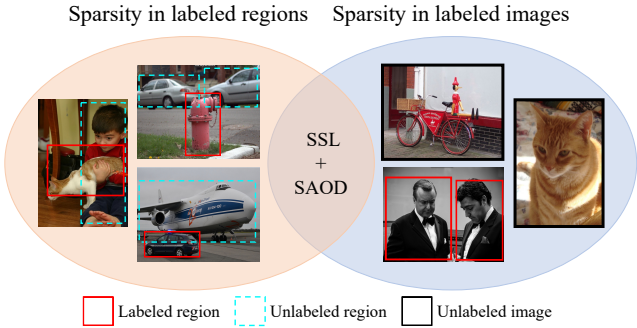 Sparsity in labeled regions
Sparsity in labeled images
SSL
+
SAOD
Labeled region
Unlabeled region
Unlabeled image